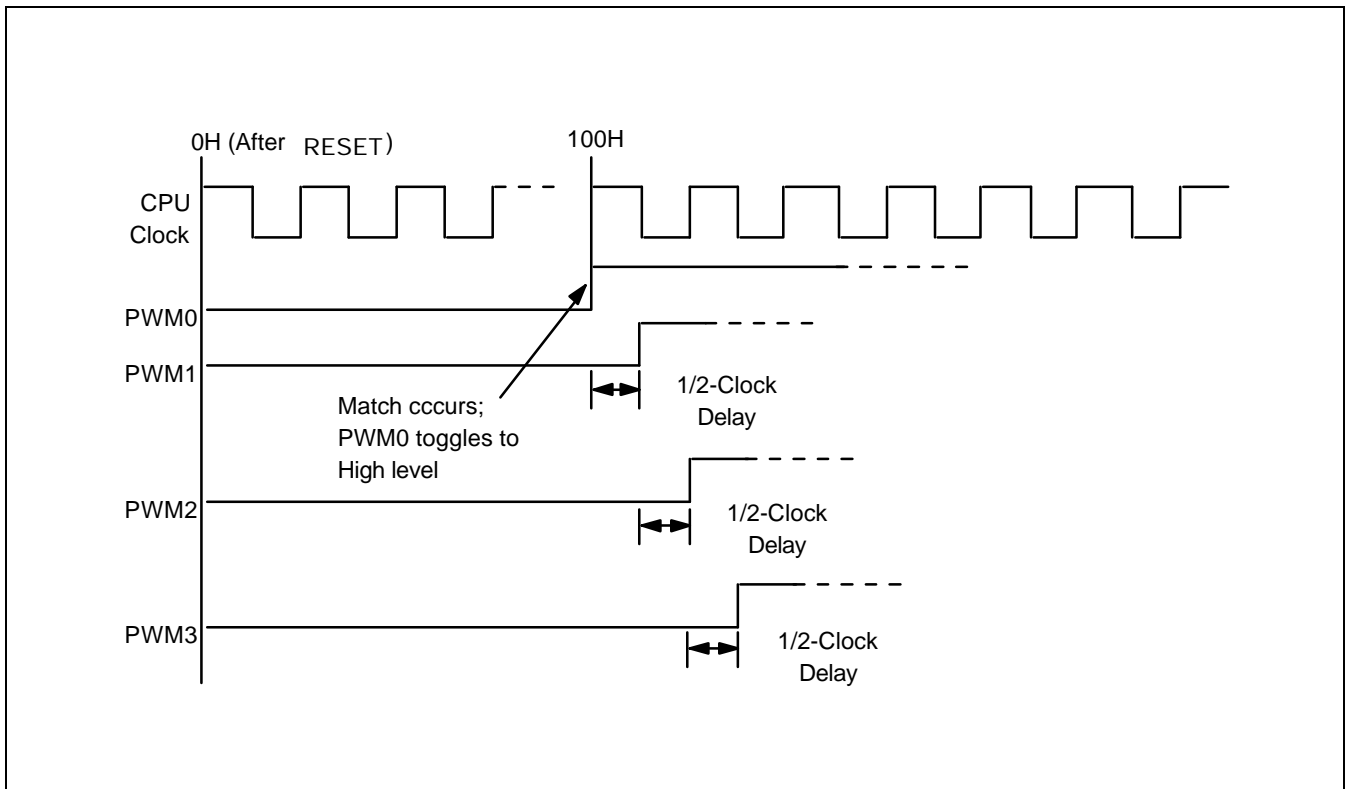 0H (After RESET)
100H
CPU
Clock
PWM0
PWM1
1/2-Clock
Delay
Match cccurs;
PWM0 toggles to
High level
PWM2
1/2-Clock
Delay
PWM3
1/2-Clock
Delay